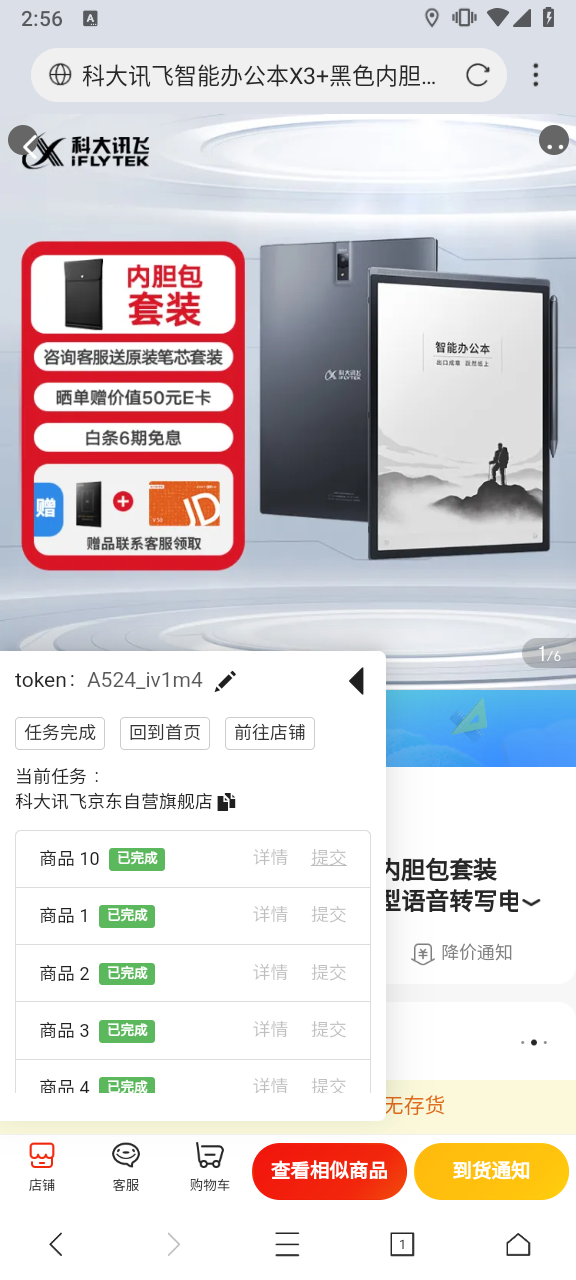 2:56
A
科大讯飞智能办公本X3+黑色内胆...
科大讯飞
iFLYTEK
内胆包
套装
咨询客服送原装笔芯套装
晒单赠价值50元E卡
白条6期免息
赠
赠品联系客服领取
科大讯飞
iFLYTEK
智能办公本
出口成章 跃然纸上
1/6
token: A524_iv1m4
任务完成
回到首页
前往店铺
当前任务：
科大讯飞京东自营旗舰店
商品 10 已完成 详情 提交
商品 1 已完成 详情 提交
商品 2 已完成 详情 提交
商品 3 已完成 详情 提交
商品 4 已完成 详情 提交
内胆包套装
型语音转写电
降价通知
无存货
店铺
客服
购物车
查看相似商品
到货通知
1